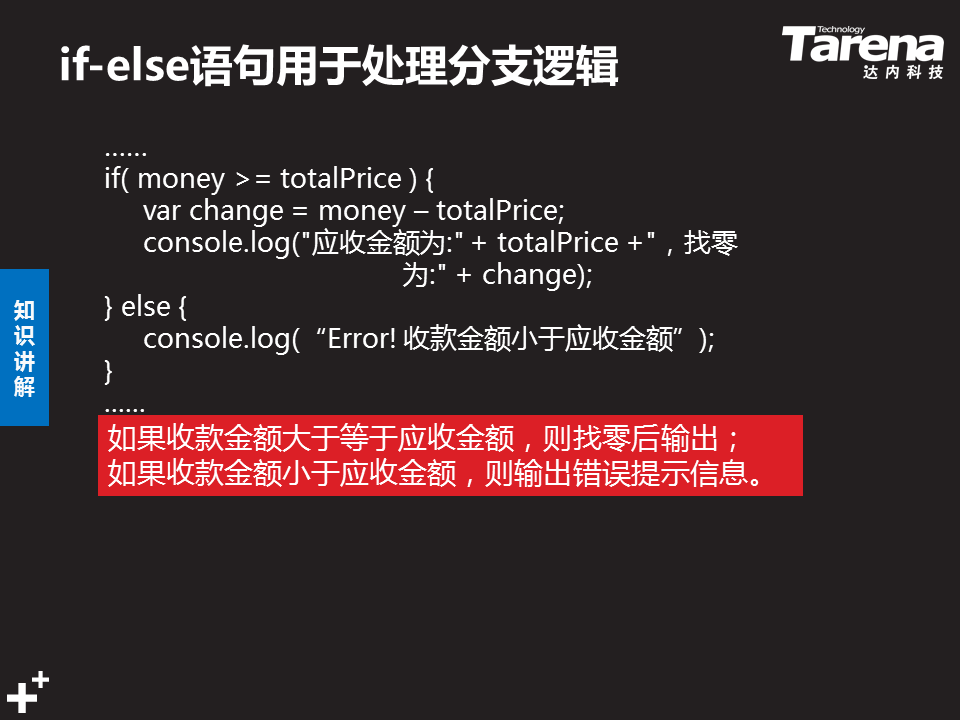 if-else语句用于处理分支逻辑
Technology
Tarena
达内科技
......
if( money >= totalPrice ) {
var change = money – totalPrice;
console.log("应收金额为:" + totalPrice +"，找零
为:" + change);
} else {
console.log(“Error! 收款金额小于应收金额”);
}
......
知
识
讲
解
如果收款金额大于等于应收金额，则找零后输出；
如果收款金额小于应收金额，则输出错误提示信息。